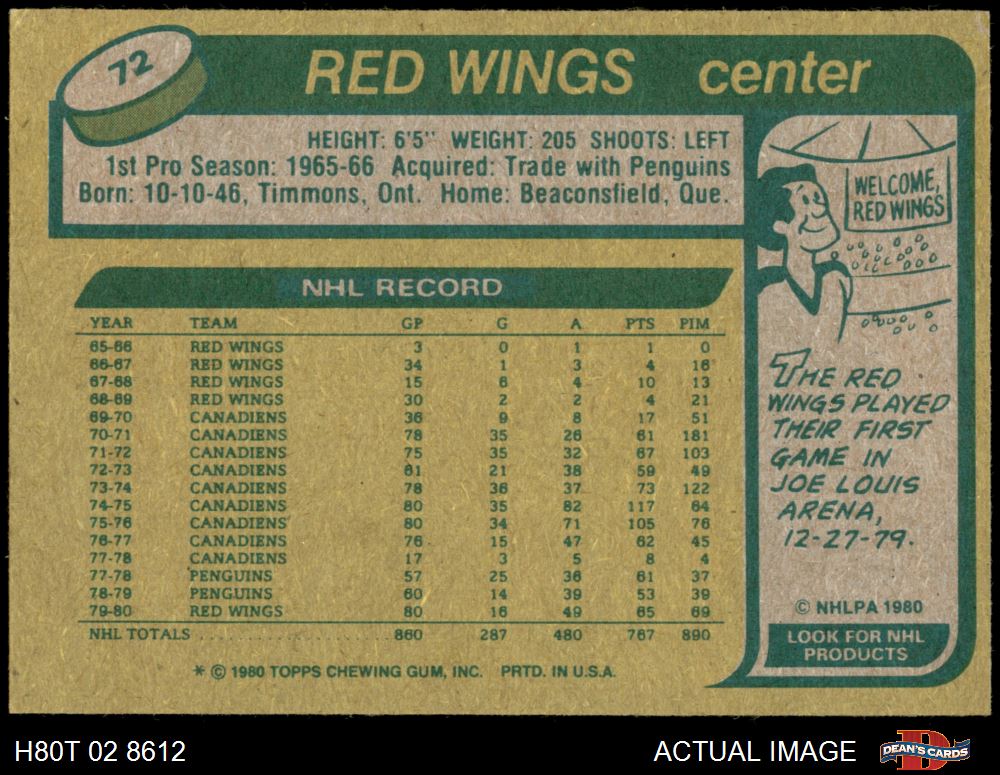 72
RED WINGS center
HEIGHT: 6'5" WEIGHT: 205 SHOOTS: LEFT
1st Pro Season: 1965-66 Acquired: Trade with Penguins
Born: 10-10-46, Timmons, Ont. Home: Beaconsfield, Que.
NHL RECORD
YEAR TEAM GP G A PTS PIM
65-66 RED WINGS 3 0 1 1 0
66-67 RED WINGS 34 1 3 4 16
67-68 RED WINGS 15 6 4 10 13
68-69 RED WINGS 30 2 2 4 21
69-70 CANADIENS 36 9 8 17 51
70-71 CANADIENS 78 35 26 61 181
71-72 CANADIENS 75 35 32 67 103
72-73 CANADIENS 61 21 38 59 49
73-74 CANADIENS 78 36 37 73 122
74-75 CANADIENS 80 35 82 117 64
75-76 CANADIENS 80 34 71 105 76
76-77 CANADIENS 76 15 47 62 45
77-78 CANADIENS 17 3 5 8 4
77-78 PENGUINS 57 25 36 61 37
78-79 PENGUINS 60 14 39 53 39
79-80 RED WINGS 80 16 49 65 69
NHL TOTALS .................... 860 287 480 767 890
* © 1980 TOPPS CHEWING GUM, INC. PRTD. IN U.S.A.
WELCOME,
RED WINGS
THE RED
WINGS PLAYED
THEIR FIRST
GAME IN
JOE LOUIS
ARENA,
12-27-79.
© NHLPA 1980
LOOK FOR NHL
PRODUCTS
H80T 02 8612
ACTUAL IMAGE
D
DEAN'S CARDS